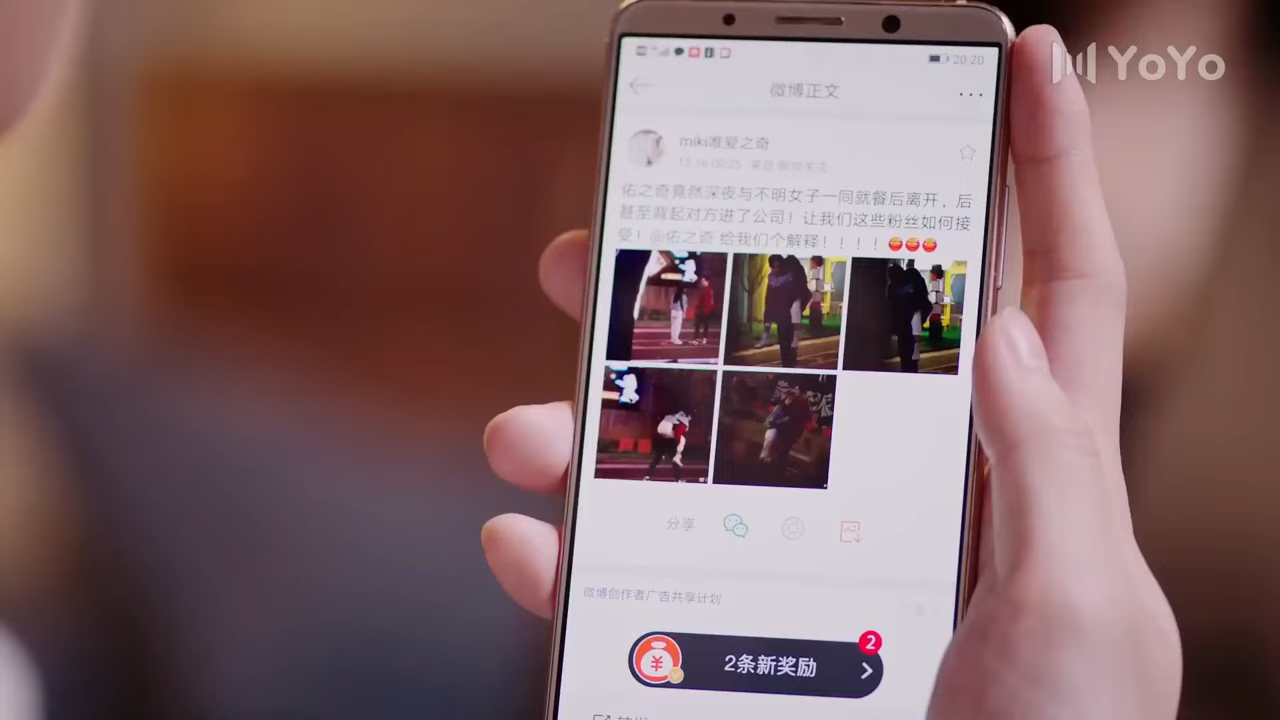 YoYo
20:20
微博正文
miki唯爱之奇
佑之奇竟然深夜与不明女子一同就餐后离开，后
甚至背起对方进了公司！让我们这些粉丝如何接
受！@佑之奇 给我们个解释！！！！
分享
微博创作者广告共享计划
2
2条新奖励